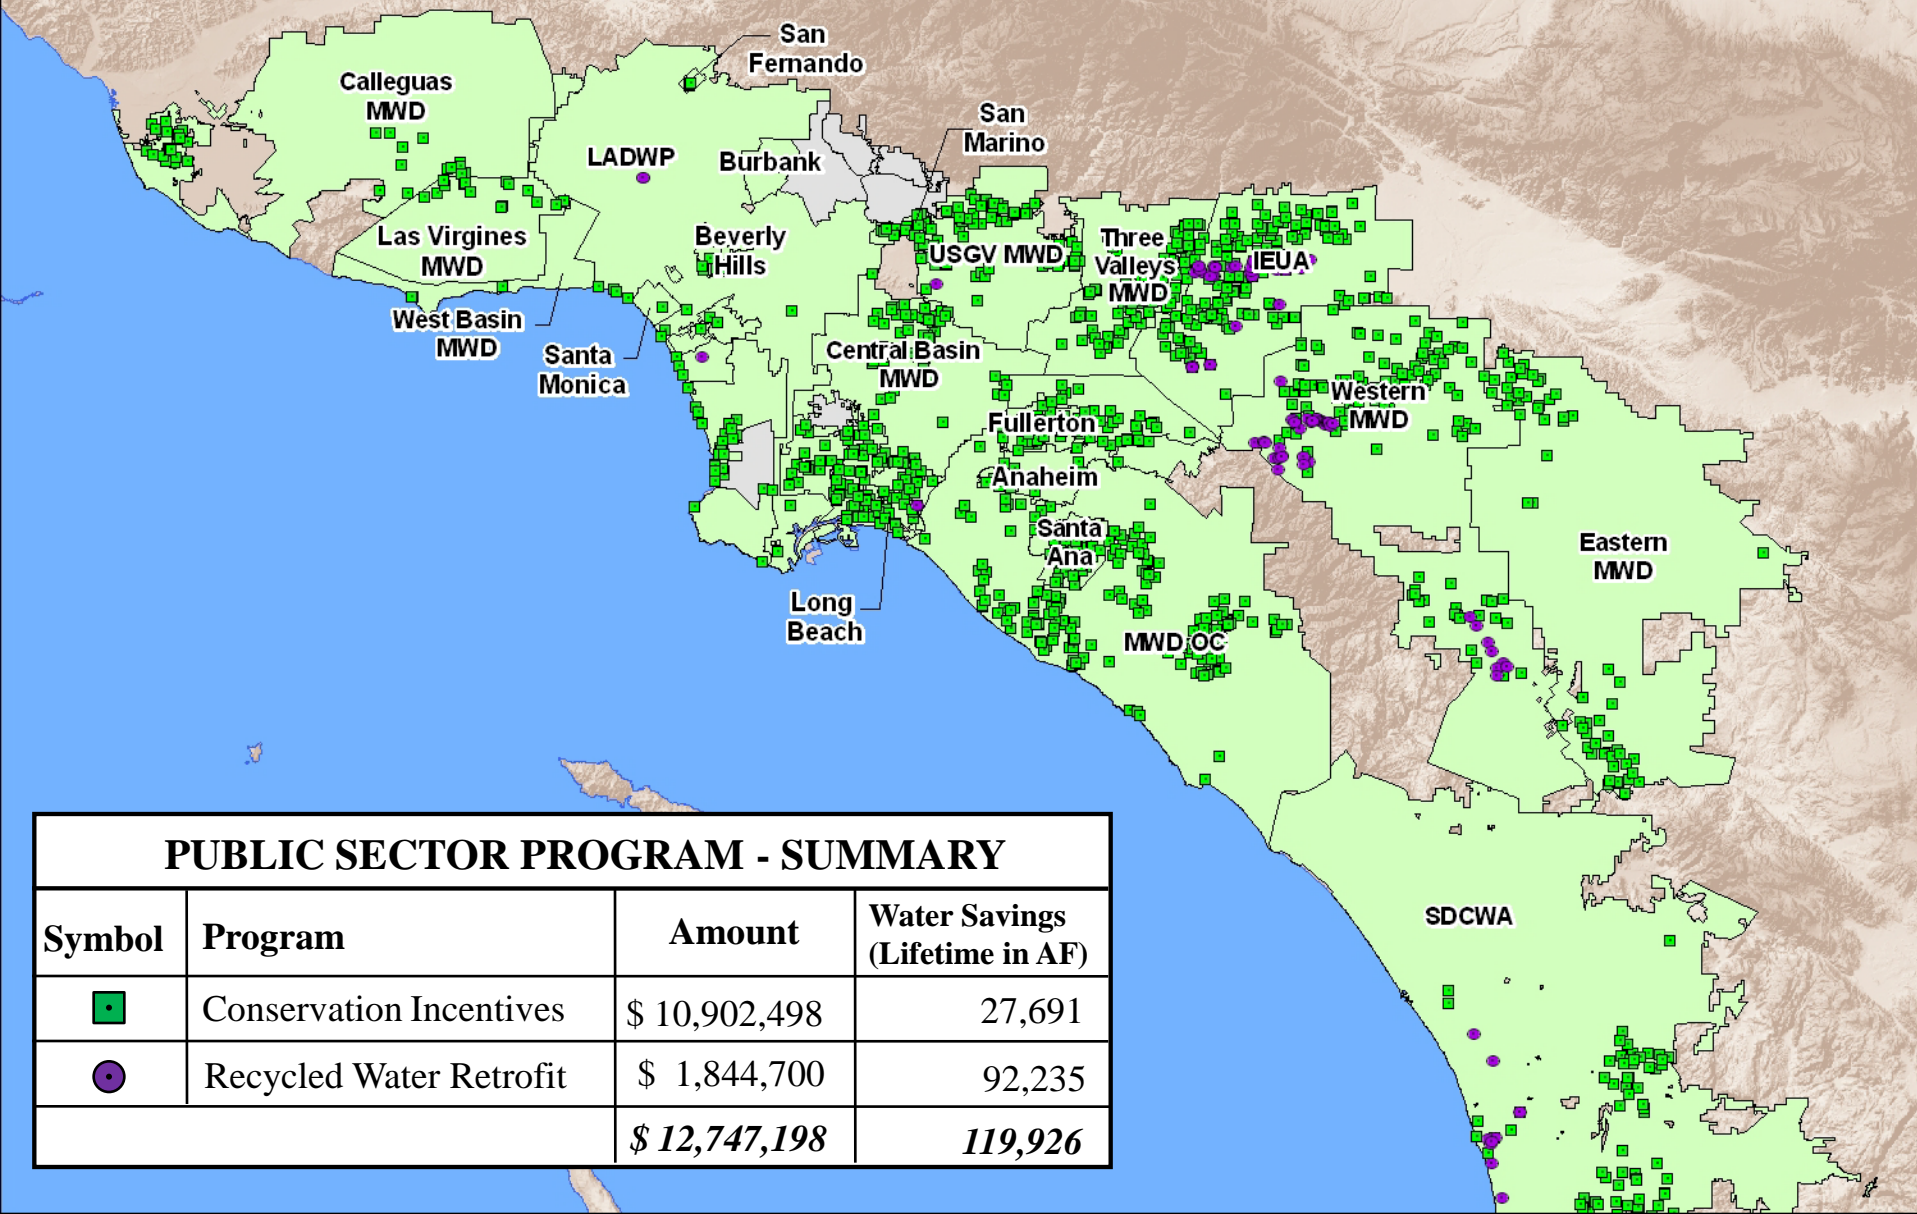 San
Fernando
Calleguas
MWD
San
Marino
LADWP
Burbank
Las Virgines
MWD
Beverly
Hills
USGV MWD
Three
Valleys
MWD
IEUA
West Basin
MWD
Santa
Monica
Central Basin
MWD
Western
MWD
Fullerton
Anaheim
Santa
Ana
Eastern
MWD
Long
Beach
MWD OC
SDCWA
PUBLIC SECTOR PROGRAM - SUMMARY
Symbol Program Amount Water Savings
(Lifetime in AF)
Conservation Incentives $ 10,902,498 27,691
Recycled Water Retrofit $ 1,844,700 92,235
$ 12,747,198 119,926